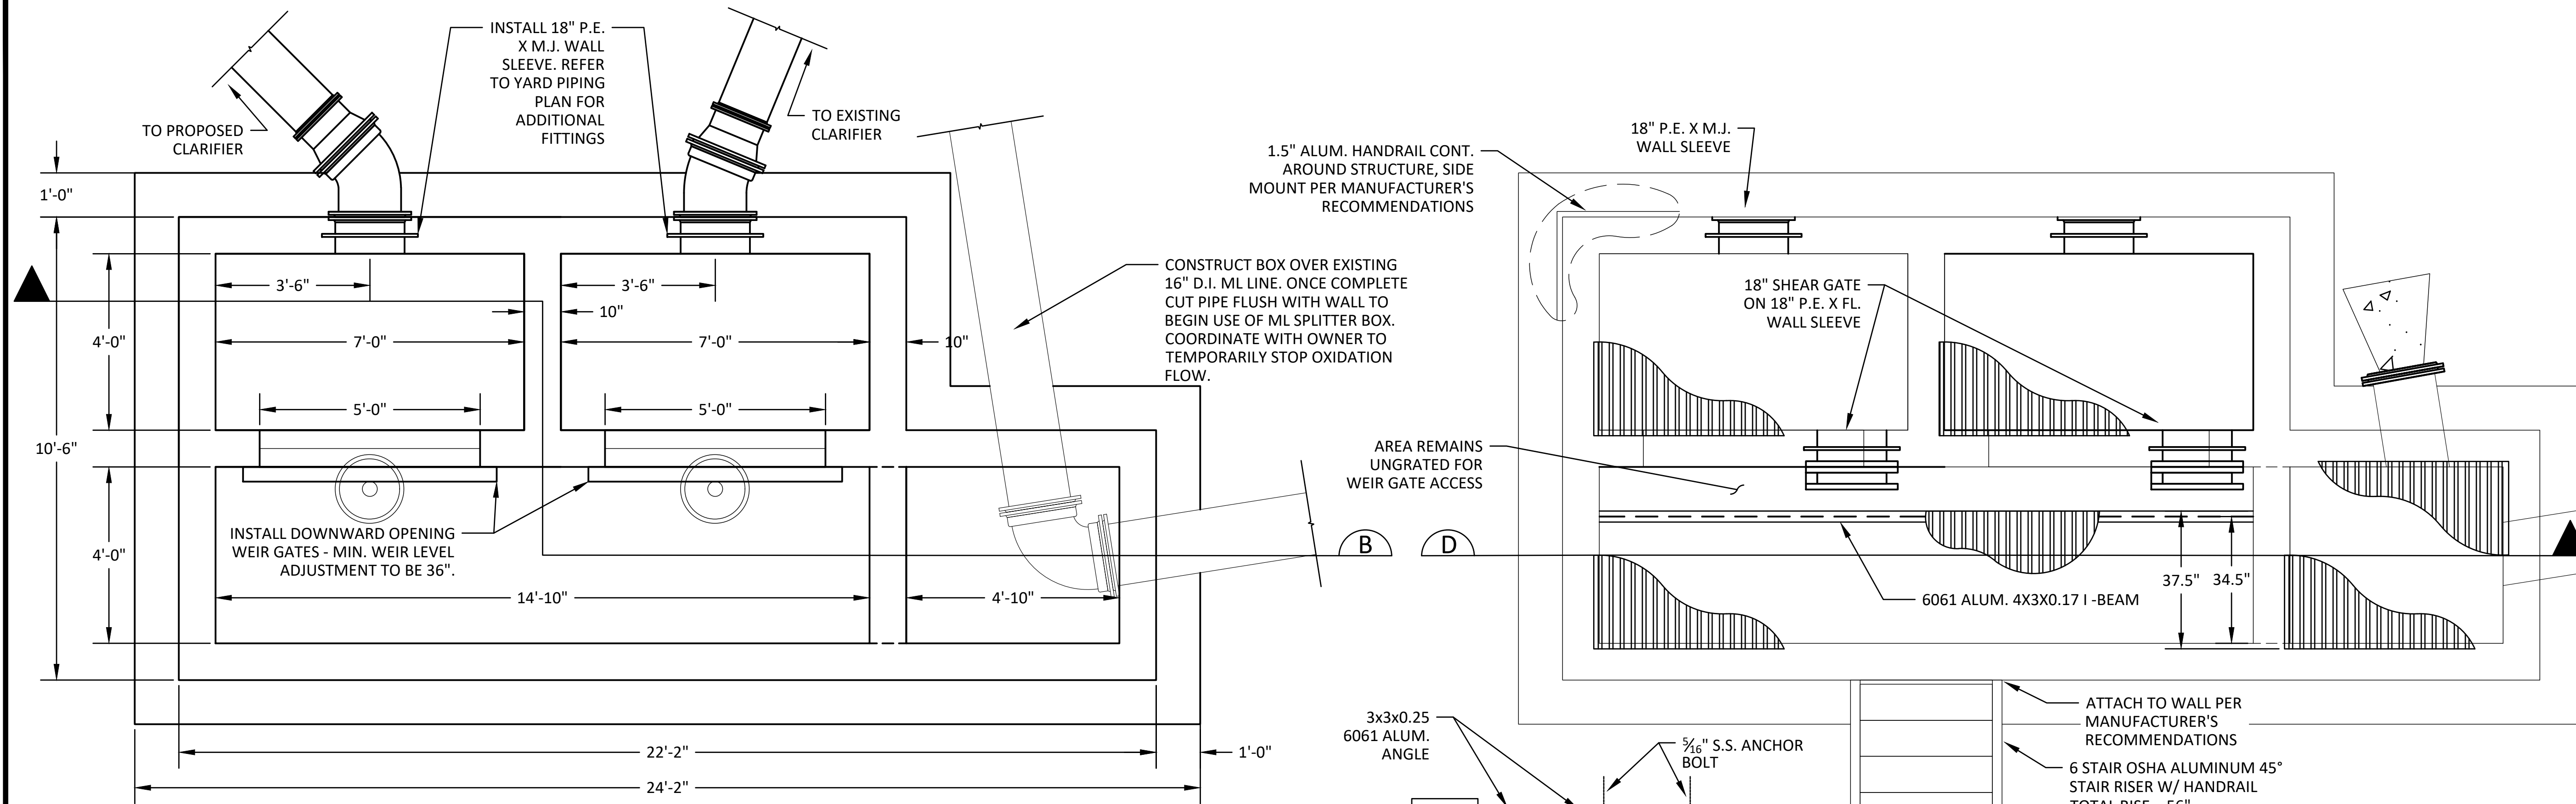 INSTALL 18" P.E.
X M.J. WALL
SLEEVE. REFER
TO YARD PIPING
PLAN FOR
ADDITIONAL
FITTINGS
TO PROPOSED
CLARIFIER
TO EXISTING
CLARIFIER
1'-0"
10'-6"
4'-0"
4'-0"
3'-6"
3'-6"
10"
7'-0"
7'-0"
10"
5'-0"
5'-0"
CONSTRUCT BOX OVER EXISTING
16" D.I. ML LINE. ONCE COMPLETE
CUT PIPE FLUSH WITH WALL TO
BEGIN USE OF ML SPLITTER BOX.
COORDINATE WITH OWNER TO
TEMPORARILY STOP OXIDATION
FLOW.
INSTALL DOWNWARD OPENING
WEIR GATES - MIN. WEIR LEVEL
ADJUSTMENT TO BE 36".
14'-10"
4'-10"
B
22'-2"
1'-0"
24'-2"
1.5" ALUM. HANDRAIL CONT.
AROUND STRUCTURE, SIDE
MOUNT PER MANUFACTURER'S
RECOMMENDATIONS
18" P.E. X M.J.
WALL SLEEVE
18" SHEAR GATE
ON 18" P.E. X FL.
WALL SLEEVE
AREA REMAINS
UNGRATED FOR
WEIR GATE ACCESS
D
37.5"
34.5"
6061 ALUM. 4X3X0.17 I -BEAM
ATTACH TO WALL PER
MANUFACTURER'S
RECOMMENDATIONS
3x3x0.25
6061 ALUM.
ANGLE
5/16" S.S. ANCHOR
BOLT
6 STAIR OSHA ALUMINUM 45°
STAIR RISER W/ HANDRAIL
TOTAL RISE - 56"